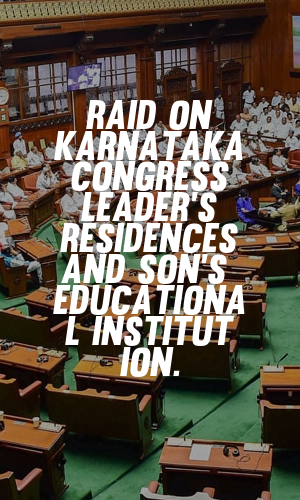 RAID ON
KARNATAKA
CONGRESS
LEADER'S
RESIDENCES
AND SON'S
EDUCATIONA
L INSTITUT
ION.